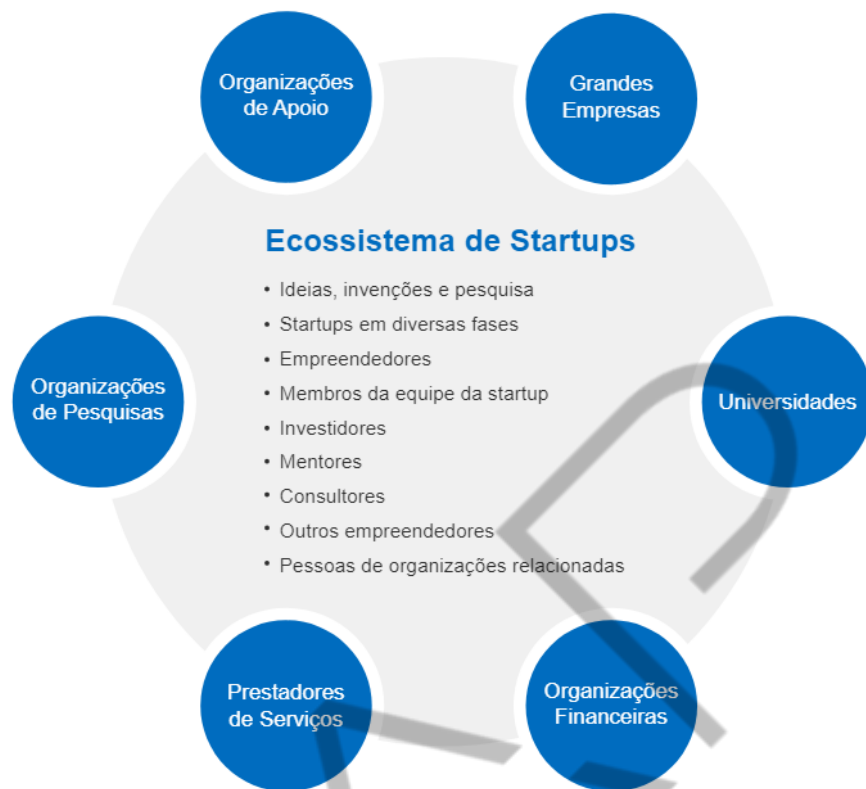 Organizações
de Apoio
Grandes
Empresas
Ecossistema de Startups
• Ideias, invenções e pesquisa
• Startups em diversas fases
• Empreendedores
• Membros da equipe da startup
• Investidores
• Mentores
• Consultores
• Outros empreendedores
• Pessoas de organizações relacionadas
Organizações
de Pesquisas
Universidades
Prestadores
de Serviços
Organizações
Financeiras